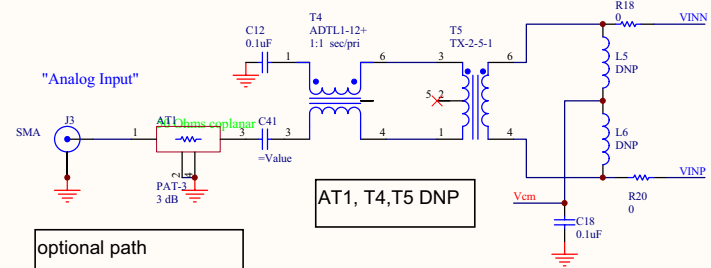 R18
0
VINN
T4
ADTL1-12+
1:1 sec/pri
T5
TX-2-5-1
C12
0.1uF
1
6
3
6
L5
DNP
"Analog Input"
5
2
J3
SMA
AT1
Ohms coplanar
C41
1
3
3
4
1
4
L6
DNP
=Value
2
4
PAT-3
3 dB
AT1, T4,T5 DNP
Vcm
VINP
R20
0
C18
0.1uF
optional path